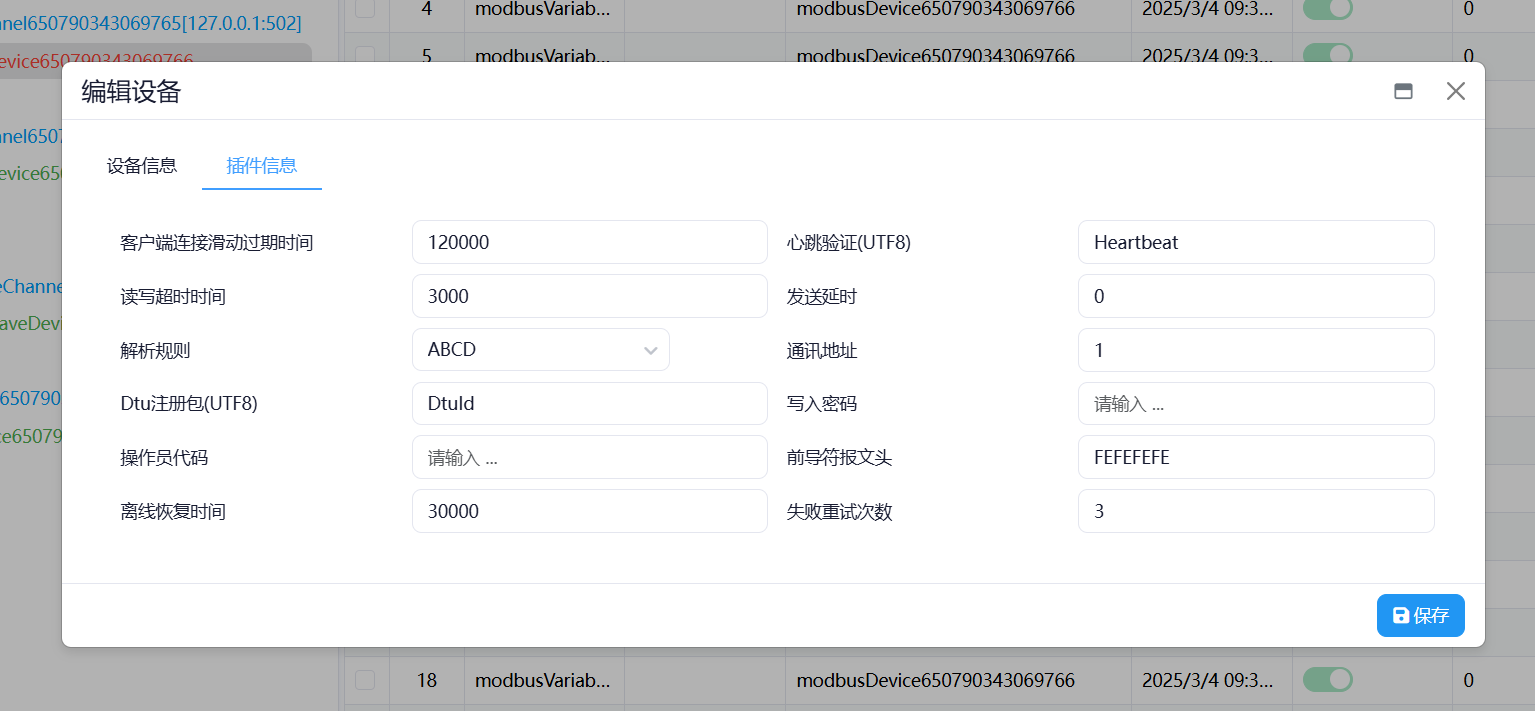 nnel650790343069765[127.0.0.1:502]
4 modbusVariab... modbusDevice650790343069766 2025/3/4 09:3... 0
evice650790343069766
5 modbusVariab... modbusDevice650790343069766 2025/3/4 09:3... 0
编辑设备
nnel6507
设备信息 插件信息
evice65
客户端连接滑动过期时间 120000 心跳验证(UTF8) Heartbeat
eChanne
读写超时时间 3000 发送延时 0
aveDevi
解析规则 ABCD 通讯地址 1
650790
Dtu注册包(UTF8) DtuId 写入密码 请输入 ...
ce65079
操作员代码 请输入 ... 前导符报文头 FEFEFEFE
离线恢复时间 30000 失败重试次数 3
保存
18 modbusVariab... modbusDevice650790343069766 2025/3/4 09:3... 0